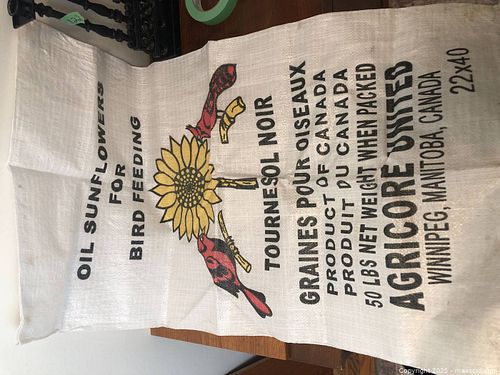 OIL SUNFLOWERS
FOR
BIRD FEEDING
TOURNESOL NOIR
GRAINES POUR OISEAUX
PRODUCT OF CANADA
PRODUIT DU CANADA
50 LBS NET WEIGHT WHEN PACKED
AGRICORE UNITED
WINNIPEG, MANITOBA, CANADA
22x40